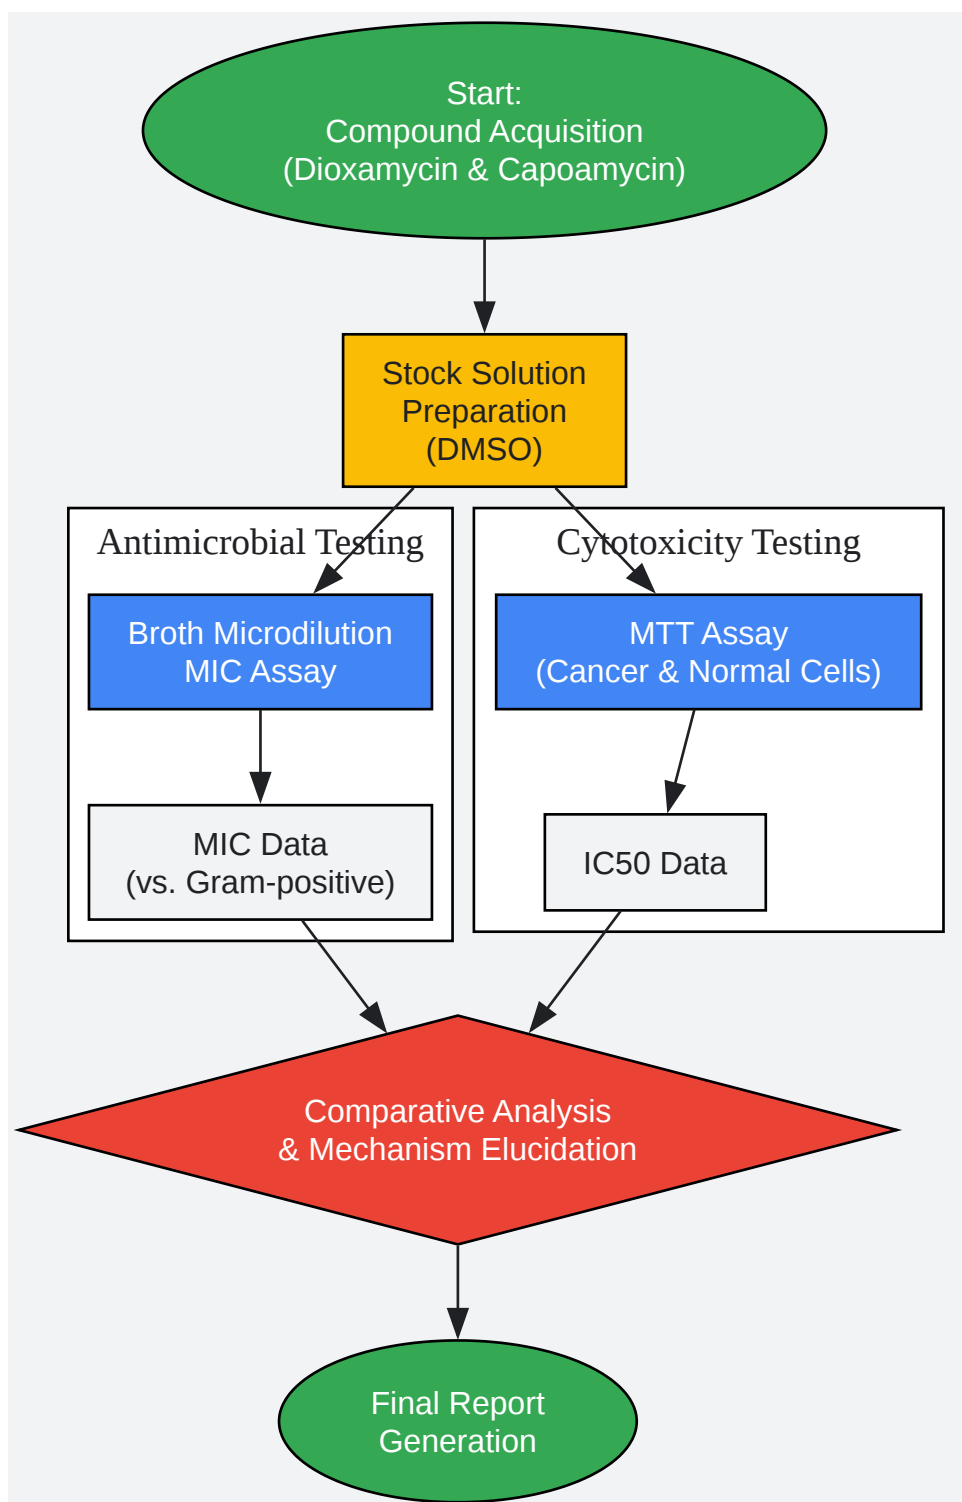 Start:
Compound Acquisition
(Dioxamycin & Capoamycin)
Stock Solution
Preparation
(DMSO)
Antimicrobial Testing
Broth Microdilution
MIC Assay
MIC Data
(vs. Gram-positive)
Cytotoxicity Testing
MTT Assay
(Cancer & Normal Cells)
IC50 Data
Comparative Analysis
& Mechanism Elucidation
Final Report
Generation